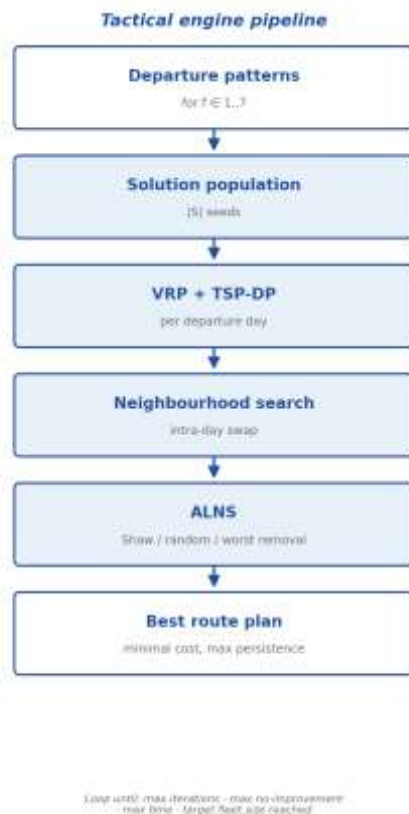 Tactical engine pipeline
Departure patterns
for f ∈ 1..7
Solution population
|S| seeds
VRP + TSP-DP
per departure day
Neighbourhood search
intra-day swap
ALNS
Shaw / random / worst removal
Best route plan
minimal cost, max persistence
Loop until: max iterations · max no-improvement
· max time · target fleet size reached